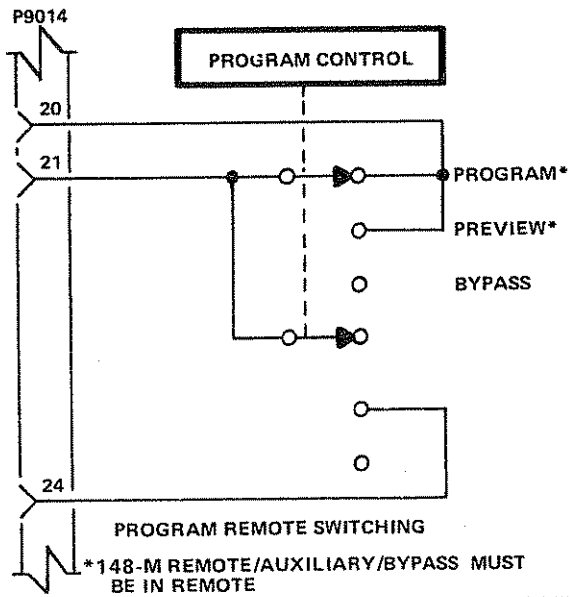 P9014
PROGRAM CONTROL
20
21
PROGRAM*
PREVIEW*
BYPASS
24
PROGRAM REMOTE SWITCHING
*148-M REMOTE/AUXILIARY/BYPASS MUST
BE IN REMOTE